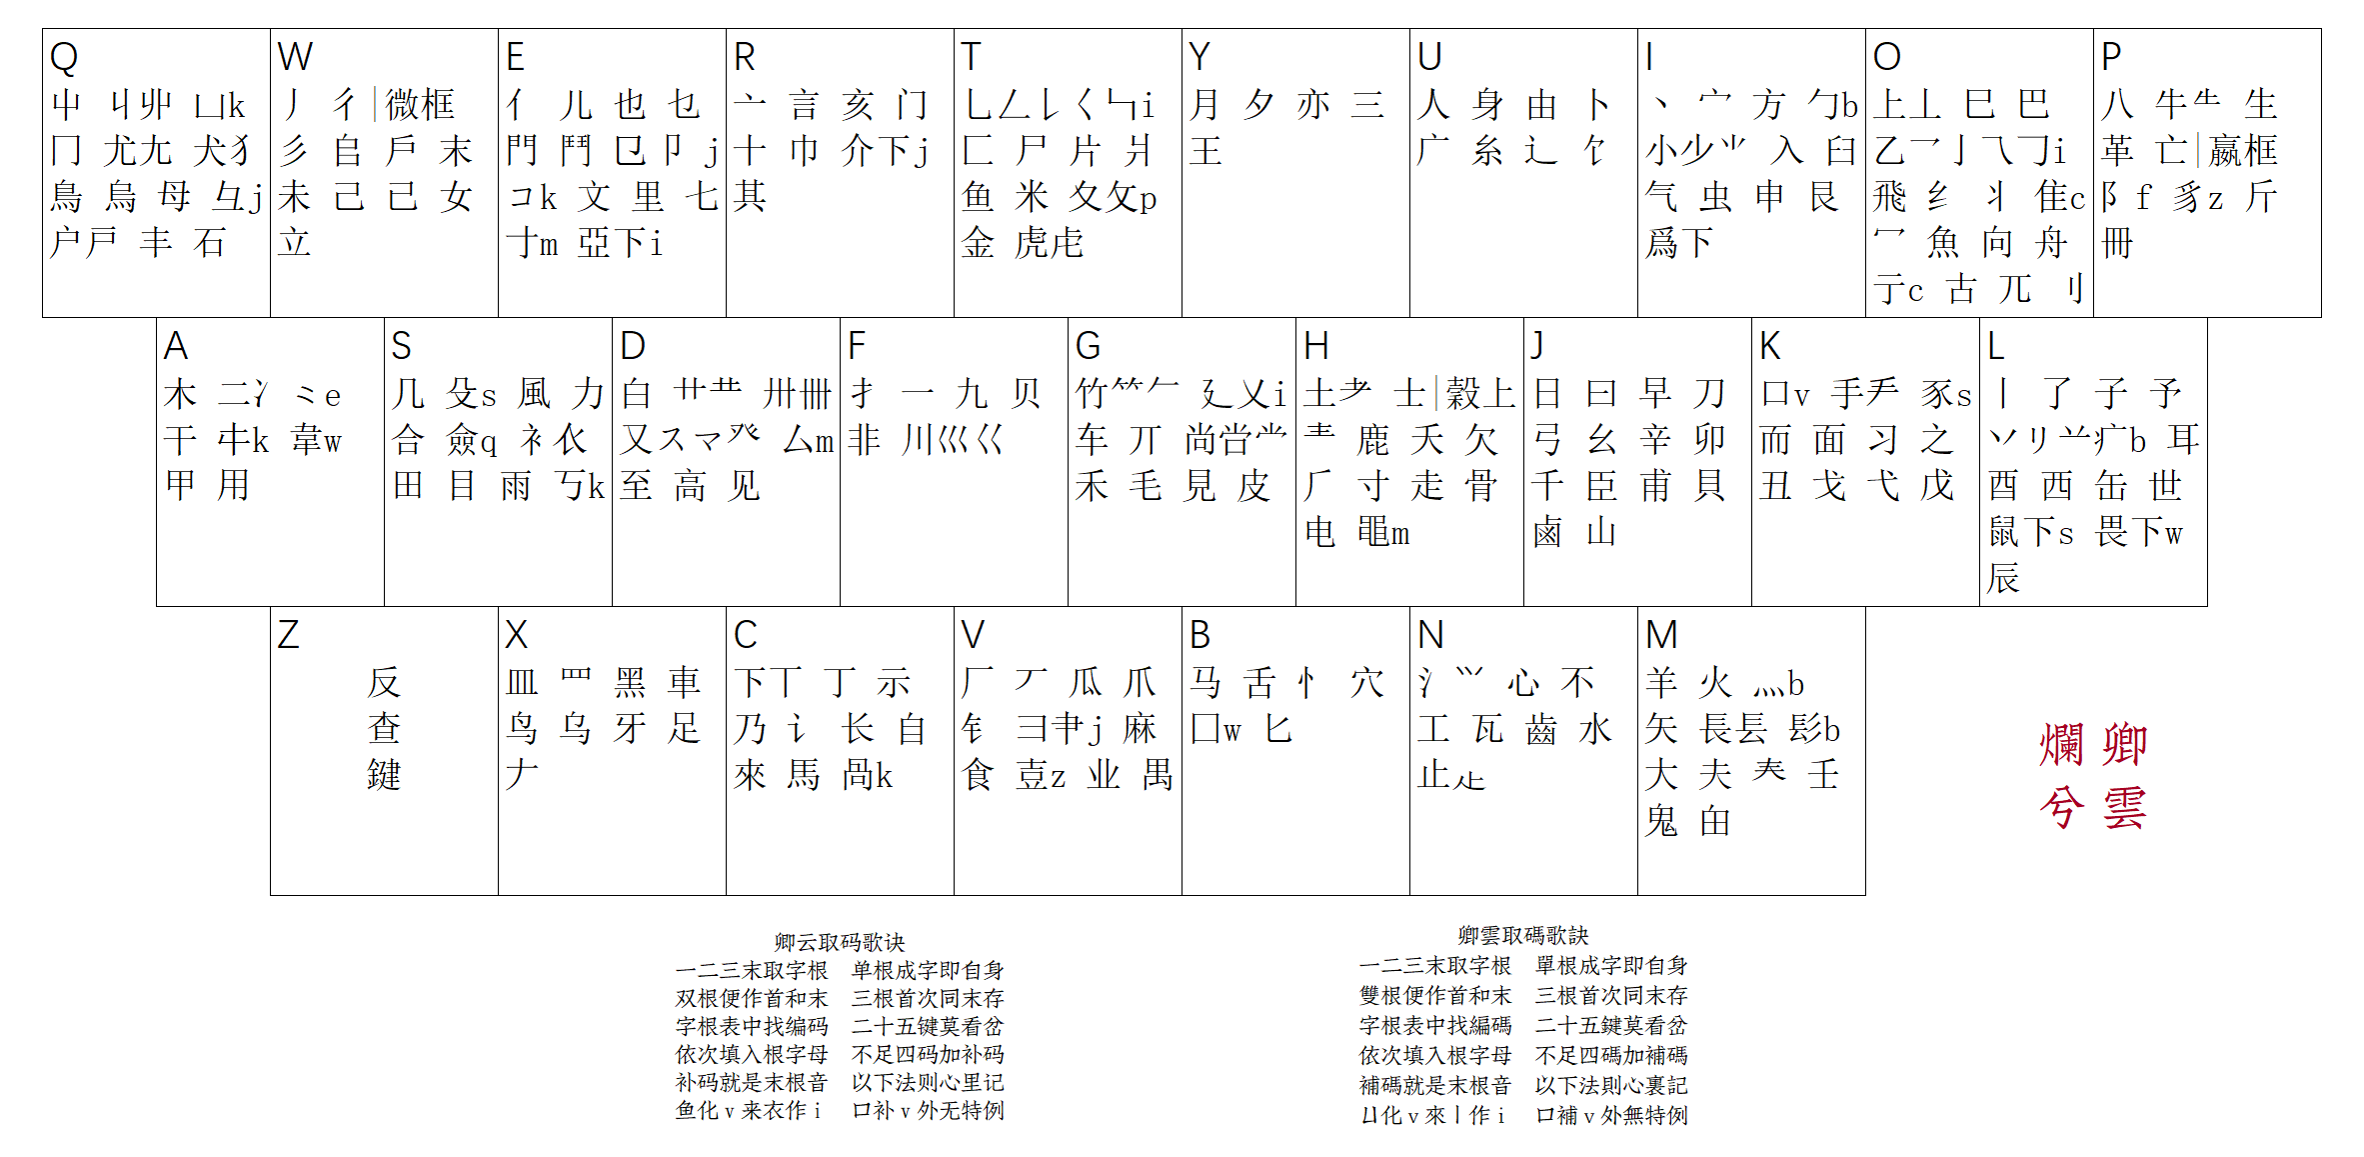 Q
屮 丩丱 凵k
冂 尤尢 犬犭
鳥 烏 母 彑j
户戸 丰 石
W
丿 彳|微框
彡 𠂤 戶 末
未 己 已 女
立
E
亻 儿 也 乜
門 鬥 㔾 卩 j
コk 文 里 七
寸m 亞下i
R
亠 言 亥 门
十 巾 介下j
其
T
匚 尸 片 爿
鱼 米 夂攵p
金 虎虍
Y
月 夕 亦 三
王
U
人 身 由 卜
广 糸 辶 饣
I
丶 宀 方 勹b
小少⺌ 入 臼
气 虫 申 艮
爲下
O
上丄 巳 巴
乙乛亅⺄㇆i
飛 纟 丬 隹c
冖 魚 向 舟
亍c 古 兀 刂
P
八 牛⺧ 生
革 亡|嬴框
阝f 豸z 斤
冊
A
木 二冫 ⺀e
干 㐄k 韋w
甲 用
S
几 殳s 風 力
合 僉q 衤衣
田 目 雨 丂k
D
白 廾龷 卅卌
又スマ癶 厶m
至 高 见
F
扌 一 九 贝
非 川巛巜
G
竹⺮𠂉 廴乂i
车 丌 尚龸⺌
禾 毛 見 皮
H
土耂 士|穀上
龶 鹿 夭 欠
𠂆 寸 走 骨
电 黽m
J
日 曰 早 刀
弓 幺 辛 卯
千 臣 甫 貝
鹵 山
K
口v 手龵 豕s
而 面 习 之
丑 戈 弋 戊
L
丨 了 子 予
丷リ䒑疒b 耳
酉 西 缶 世
鼠下s 畏下w
辰
Z
反
查
鍵
X
皿 罒 黑 車
鸟 乌 牙 足
𠂇
C
下丅 丁 示
乃 讠 长 自
來 馬 咼k
V
厂 丆 瓜 爪
钅 彐肀j 麻
食 壴z 业 禺
B
马 舌 忄 穴
囗w 匕
N
氵⺍ 心 不
工 瓦 齒 水
止龰
M
羊 火 灬b
矢 長镸 髟b
大 夫 𡗗 壬
鬼 甶
爛 卿
兮 雲
卿云取码歌诀
一二三末取字根 单根成字即自身
双根便作首和末 三根首次同末存
字根表中找编码 二十五键莫看岔
依次填入根字母 不足四码加补码
补码就是末根音 以下法则心里记
鱼化v来衣作i 口补v外无特例
卿雲取碼歌訣
一二三末取字根 單根成字即自身
雙根便作首和末 三根首次同末存
字根表中找編碼 二十五鍵莫看岔
依次填入根字母 不足四碼加補碼
補碼就是末根音 以下法則心裏記
凵化v來丨作i 口補v外無特例